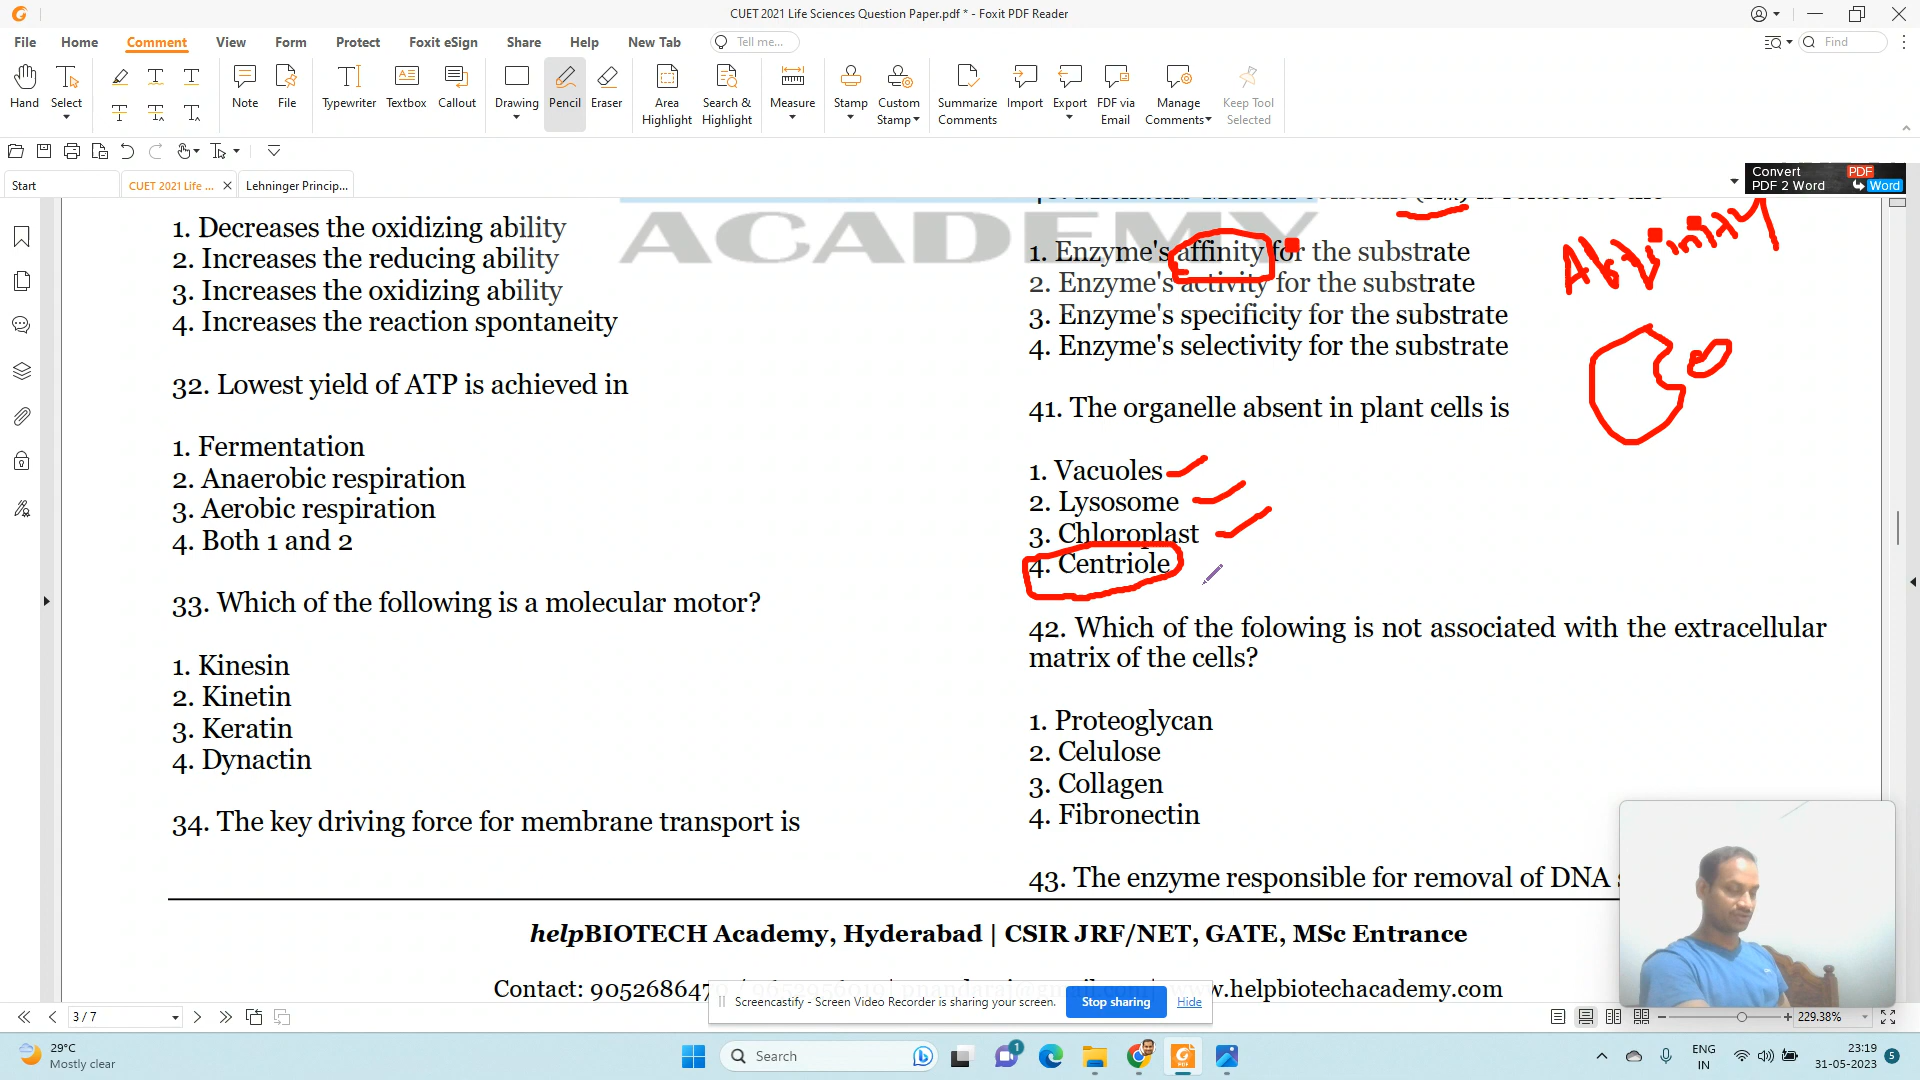 CUET 2021 Life Sciences Question Paper.pdf * - Foxit PDF Reader
File Home Comment View Form Protect Foxit eSign Share Help New Tab Tell me... Find
Hand Select Note File Typewriter Textbox Callout Drawing Pencil Eraser Area Highlight Search & Highlight Measure Stamp Custom Stamp Summarize Comments Import Export FDF via Email Manage Comments Keep Tool Selected
Start CUET 2021 Life ... Lehninger Princip...
Convert PDF
PDF 2 Word Word
ACADEMY
1. Decreases the oxidizing ability
2. Increases the reducing ability
3. Increases the oxidizing ability
4. Increases the reaction spontaneity
32. Lowest yield of ATP is achieved in
1. Fermentation
2. Anaerobic respiration
3. Aerobic respiration
4. Both 1 and 2
33. Which of the following is a molecular motor?
1. Kinesin
2. Kinetin
3. Keratin
4. Dynactin
34. The key driving force for membrane transport is
1. Enzyme's affinity for the substrate
2. Enzyme's activity for the substrate
3. Enzyme's specificity for the substrate
4. Enzyme's selectivity for the substrate
41. The organelle absent in plant cells is
1. Vacuoles
2. Lysosome
3. Chloroplast
4. Centriole
42. Which of the folowing is not associated with the extracellular
matrix of the cells?
1. Proteoglycan
2. Celulose
3. Collagen
4. Fibronectin
43. The enzyme responsible for removal of DNA
helpBIOTECH Academy, Hyderabad | CSIR JRF/NET, GATE, MSc Entrance
Contact: 9052686470
.helpbiotechacademy.com
Screencastify - Screen Video Recorder is sharing your screen. Stop sharing Hide
3 / 7 229.38%
29°C
Mostly clear
Search
1
ENG
IN
23:19
31-05-2023
5